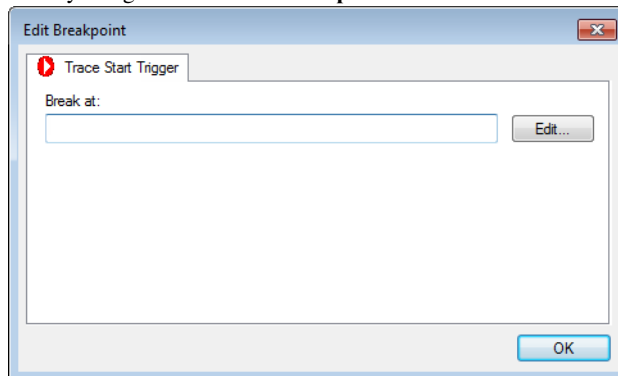 Edit Breakpoint
Trace Start Trigger
Break at:
Edit...
OK